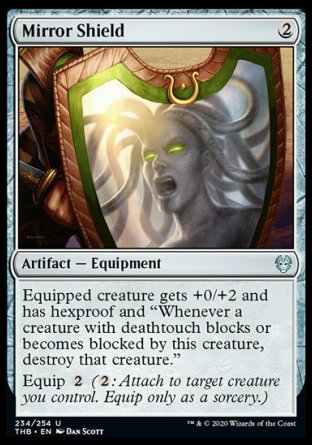 Mirror Shield 2
Artifact — Equipment
Equipped creature gets +0/+2 and
has hexproof and “Whenever a
creature with deathtouch blocks or
becomes blocked by this creature,
destroy that creature.”
Equip 2 (2: Attach to target creature
you control. Equip only as a sorcery.)
234/254 U
THB • EN DAN SCOTT
™ & © 2020 Wizards of the Coast